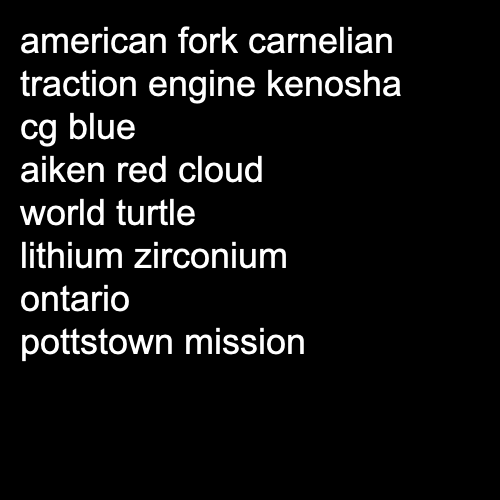 american fork carnelian
traction engine kenosha
cg blue
aiken red cloud
world turtle
lithium zirconium
ontario
pottstown mission